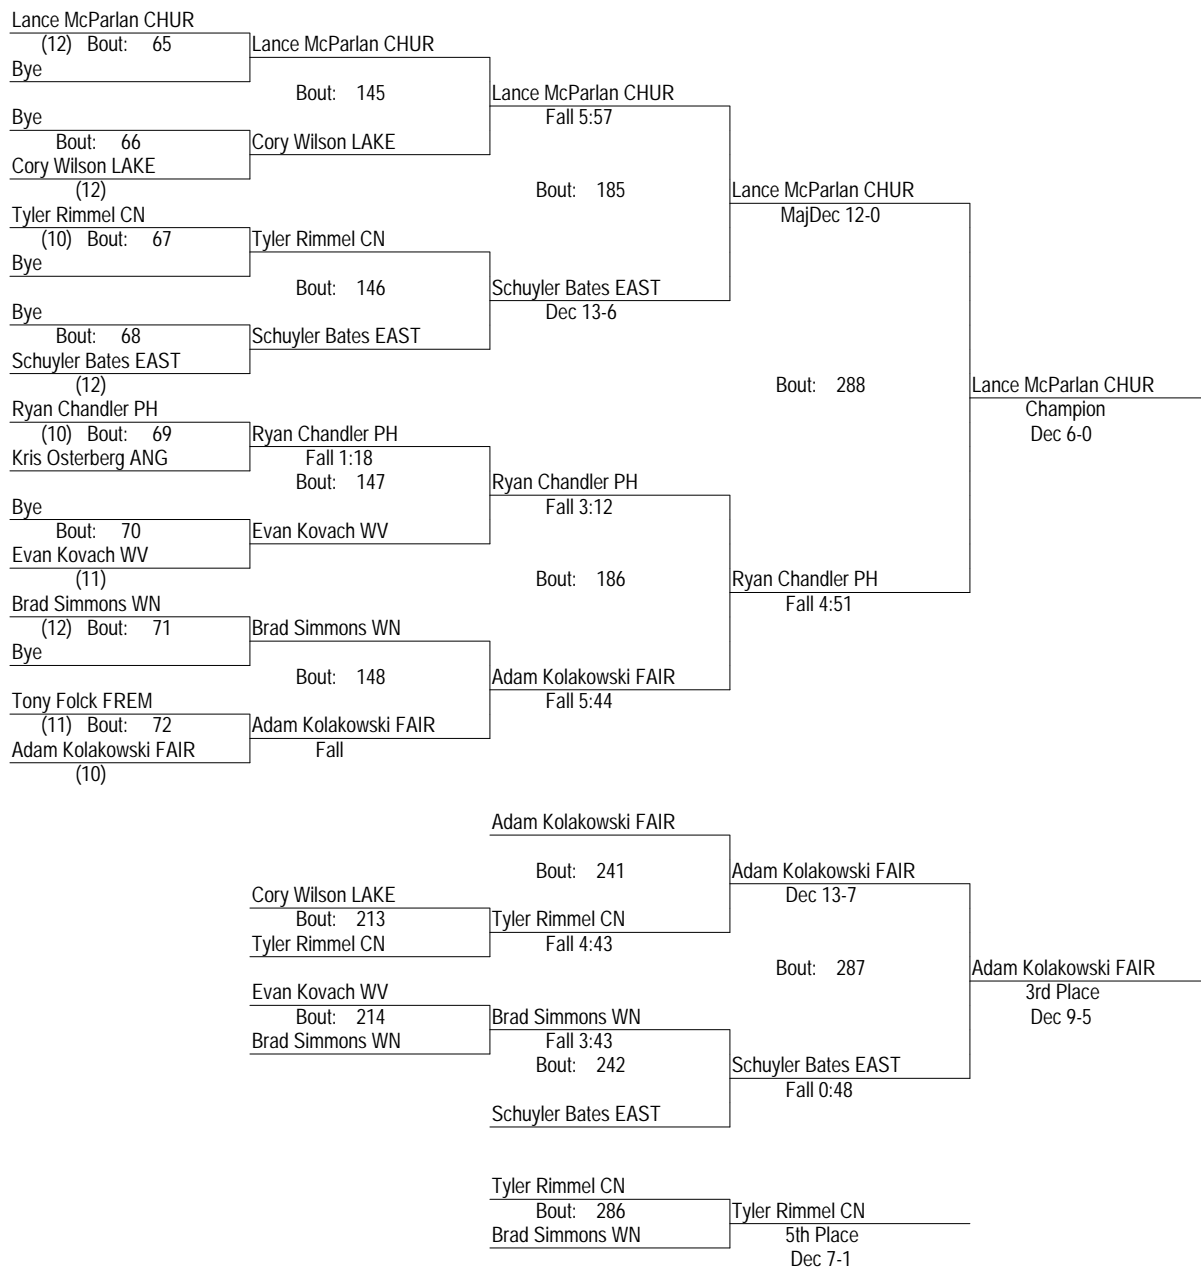 Lance McParlan CHUR
(12) Bout: 65
Bye
Lance McParlan CHUR
Bout: 145
Bye
Bout: 66
Cory Wilson LAKE
(12)
Cory Wilson LAKE
Lance McParlan CHUR
Fall 5:57
Bout: 185
Tyler Rimmel CN
(10) Bout: 67
Bye
Tyler Rimmel CN
Bout: 146
Bye
Bout: 68
Schuyler Bates EAST
(12)
Schuyler Bates EAST
Schuyler Bates EAST
Dec 13-6
Lance McParlan CHUR
MajDec 12-0
Bout: 288
Ryan Chandler PH
(10) Bout: 69
Kris Osterberg ANG
Ryan Chandler PH
Fall 1:18
Bout: 147
Bye
Bout: 70
Evan Kovach WV
(11)
Evan Kovach WV
Ryan Chandler PH
Fall 3:12
Bout: 186
Brad Simmons WN
(12) Bout: 71
Bye
Brad Simmons WN
Bout: 148
Tony Folck FREM
(11) Bout: 72
Adam Kolakowski FAIR
(10)
Adam Kolakowski FAIR
Fall
Adam Kolakowski FAIR
Fall 5:44
Ryan Chandler PH
Fall 4:51
Lance McParlan CHUR
Champion
Dec 6-0
Adam Kolakowski FAIR
Bout: 241
Cory Wilson LAKE
Bout: 213
Tyler Rimmel CN
Tyler Rimmel CN
Fall 4:43
Adam Kolakowski FAIR
Dec 13-7
Bout: 287
Evan Kovach WV
Bout: 214
Brad Simmons WN
Brad Simmons WN
Fall 3:43
Bout: 242
Schuyler Bates EAST
Schuyler Bates EAST
Fall 0:48
Adam Kolakowski FAIR
3rd Place
Dec 9-5
Tyler Rimmel CN
Bout: 286
Brad Simmons WN
Tyler Rimmel CN
5th Place
Dec 7-1